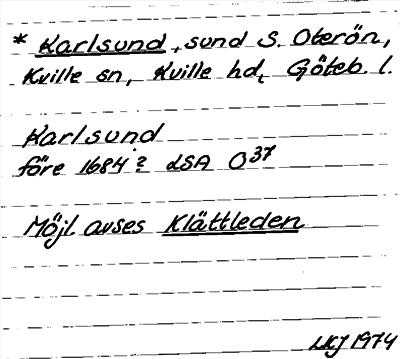 * Karlsund, sund S. Oterön,
Kville sn, Kville hd, Göteb. l.
Karlsund
före 1684? LSA O37
Möjl. avses Klättleden
LKJ 1974